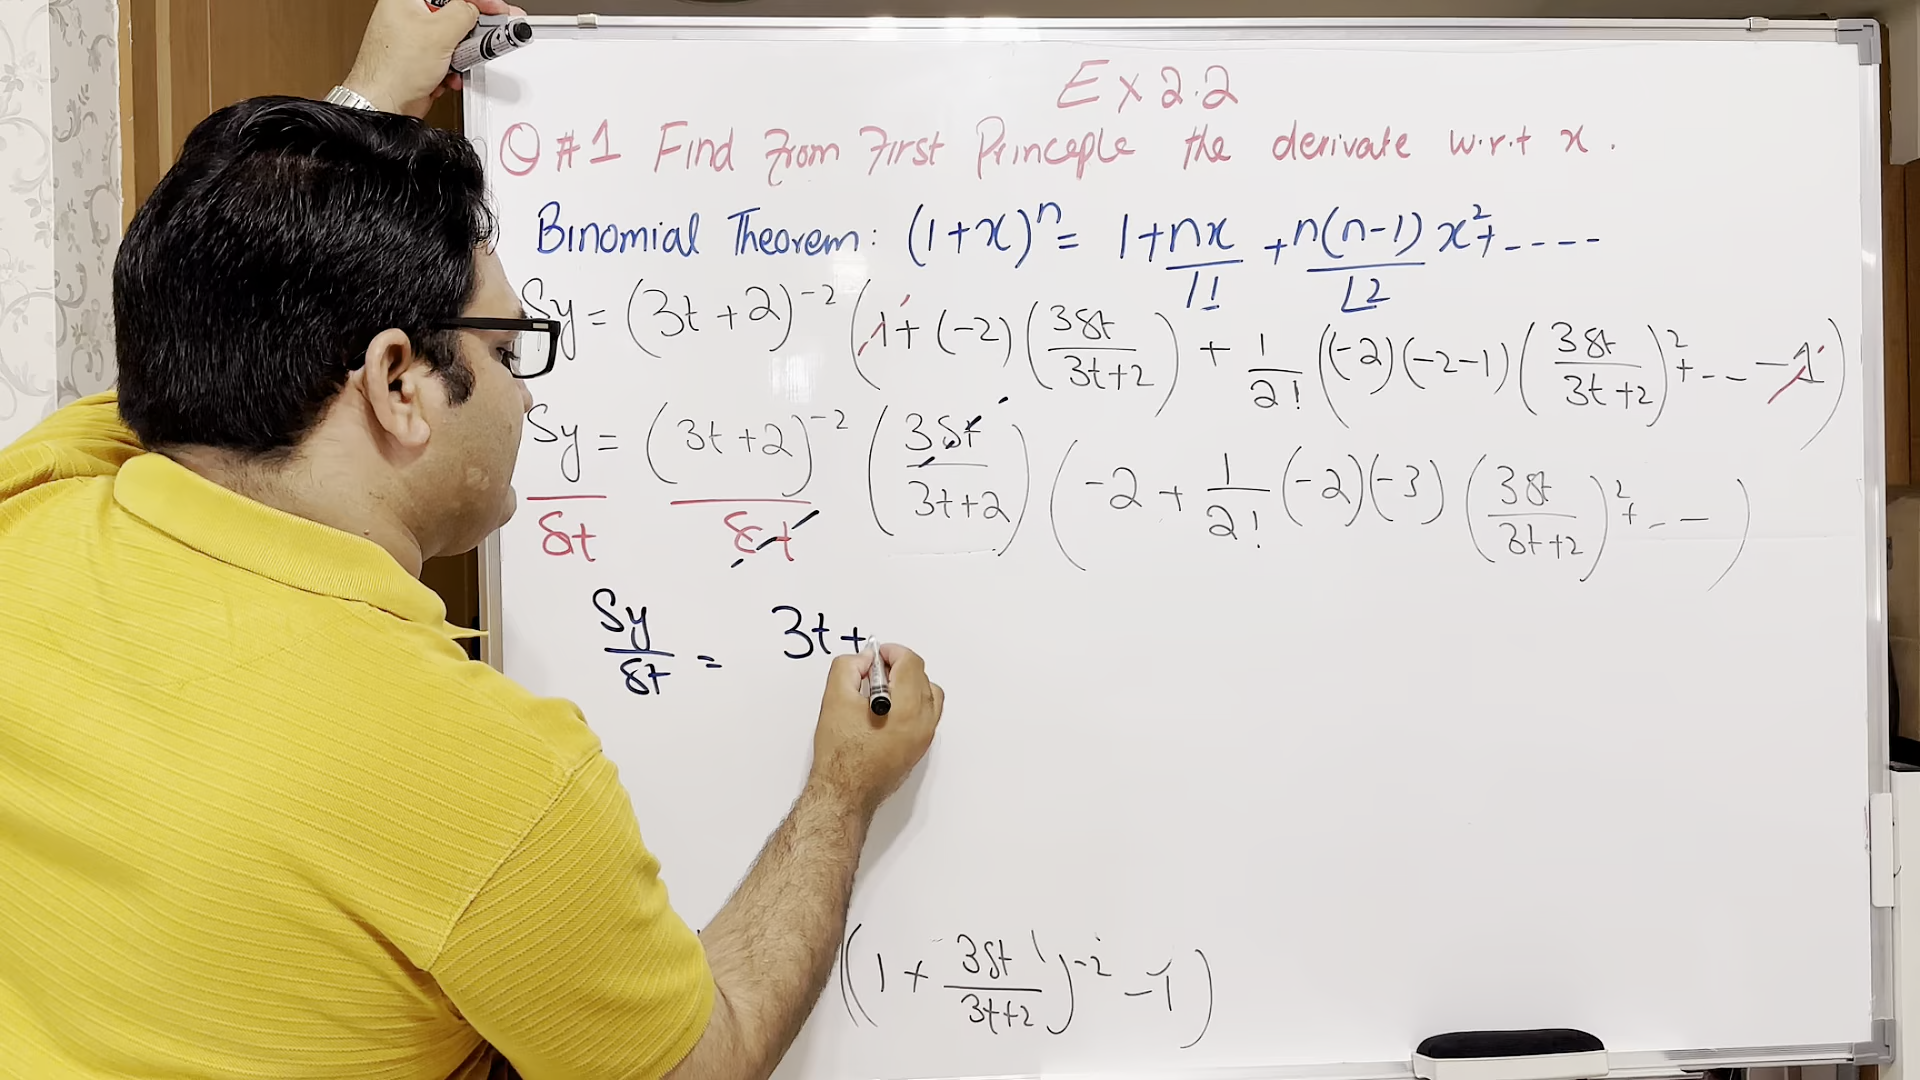 Ex 2.2
Q #1 Find From First Principle the derivate w.r.t x.
Binomial Theorem: (1+x)^n = 1+nx/1! + n(n-1)/⌊2 x^2 + ----
δy = (3t+2)^-2 (1 + (-2)(3δt/3t+2) + 1/2! (-2)(-2-1)(3δt/3t+2)^2 + -- -1)
δy/δt = (3t+2)^-2/δt (3δt/3t+2) (-2 + 1/2! (-2)(-3)(3δt/3t+2)^2 + --)
δy/δt = 3t+
((1 + 3δt/3t+2)^-2 -1)